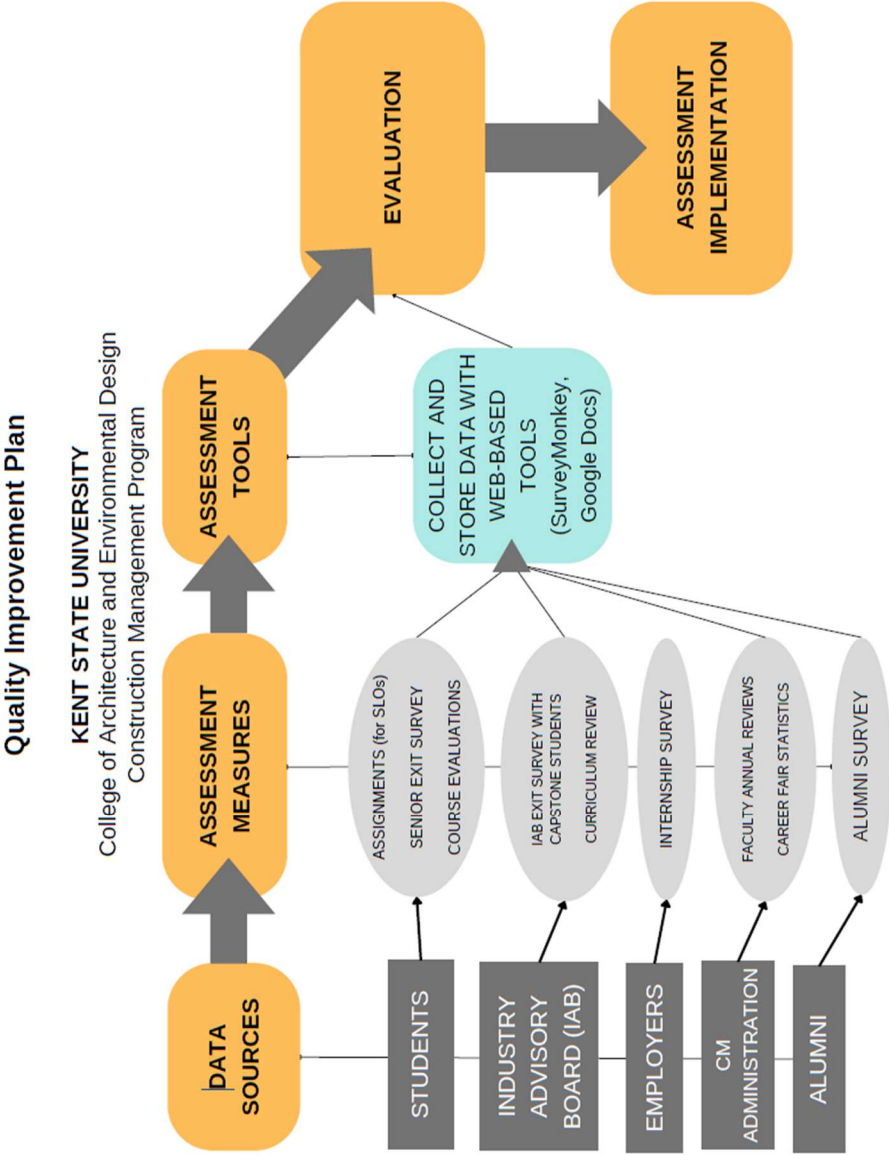 Quality Improvement Plan
KENT STATE UNIVERSITY
College of Architecture and Environmental Design
Construction Management Program
DATA
SOURCES
ASSESSMENT
MEASURES
ASSESSMENT
TOOLS
EVALUATION
ASSESSMENT
IMPLEMENTATION
STUDENTS
INDUSTRY
ADVISORY
BOARD (IAB)
EMPLOYERS
CM
ADMINISTRATION
ALUMNI
ASSIGNMENTS (for SLOs)
SENIOR EXIT SURVEY
COURSE EVALUATIONS
IAB EXIT SURVEY WITH
CAPSTONE STUDENTS
CURRICULUM REVIEW
INTERNSHIP SURVEY
FACULTY ANNUAL REVIEWS
CAREER FAIR STATISTICS
ALUMNI SURVEY
COLLECT AND
STORE DATA WITH
WEB-BASED
TOOLS
(SurveyMonkey,
Google Docs)